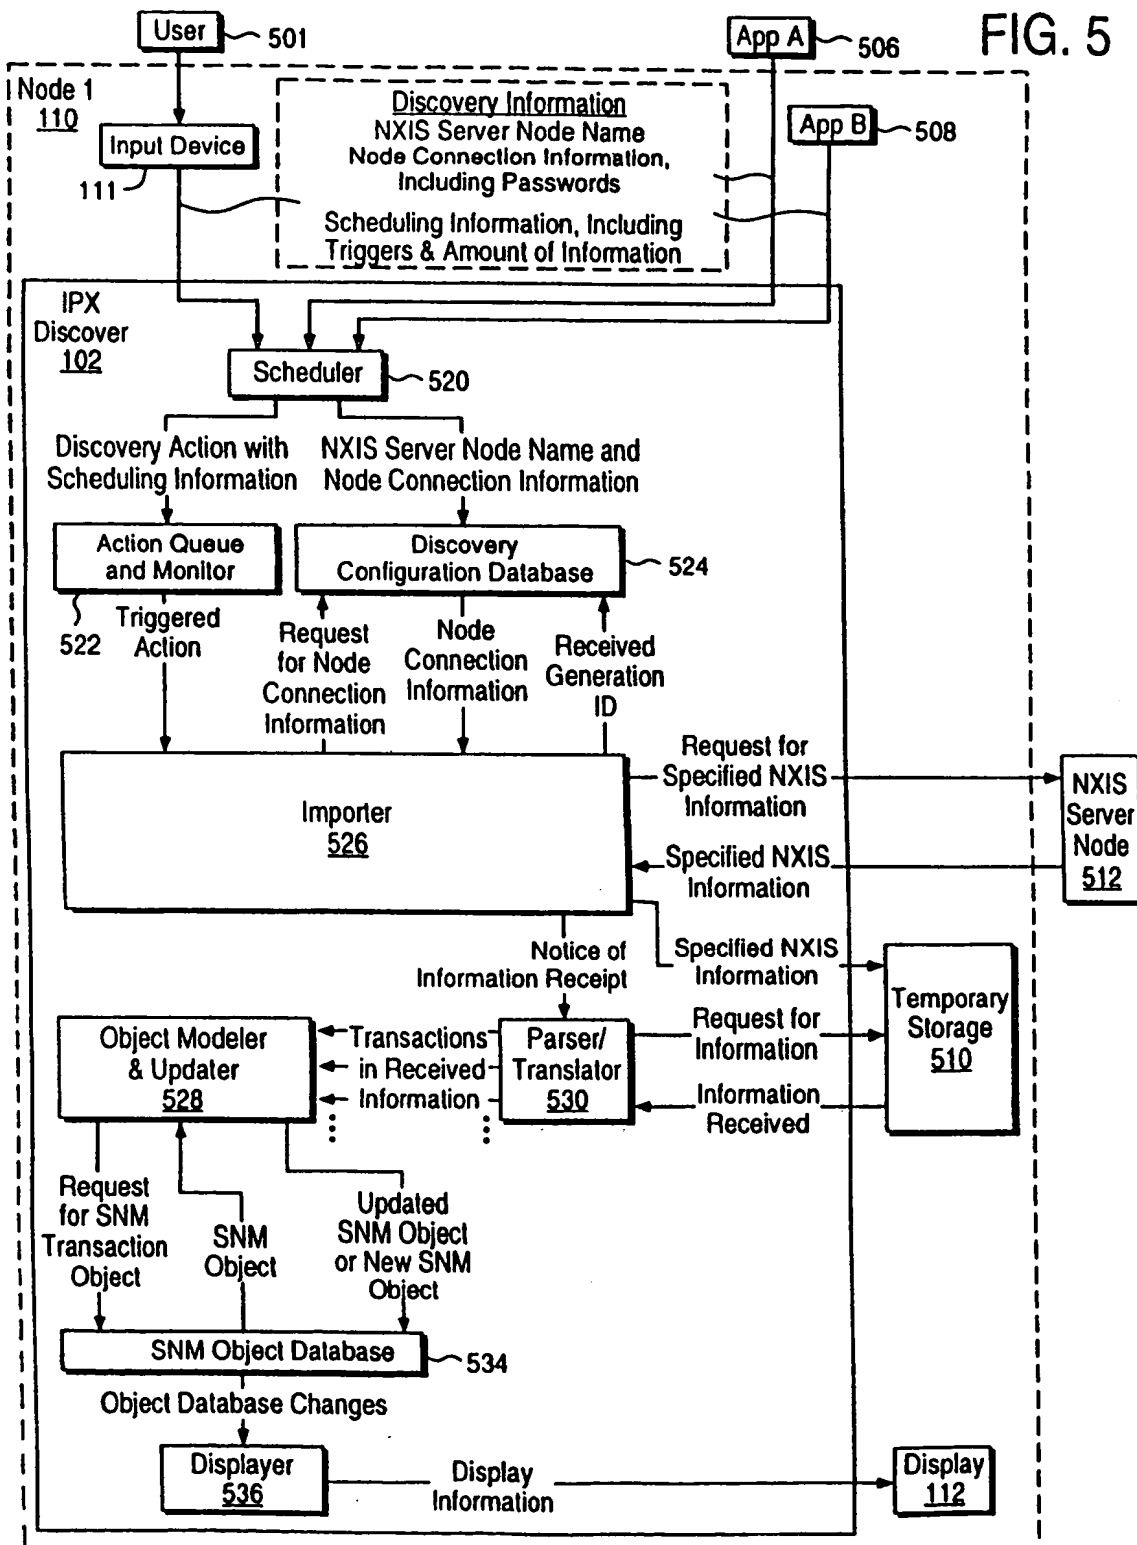 FIG. 5
User
501
App A
506
Node 1
110
Discovery Information
NXIS Server Node Name
Node Connection Information,
Including Passwords
Scheduling Information, Including
Triggers & Amount of Information
App B
508
Input Device
111
IPX
Discover
102
Scheduler
520
Discovery Action with
Scheduling Information
NXIS Server Node Name and
Node Connection Information
Action Queue
and Monitor
522
Discovery
Configuration Database
524
Triggered
Action
Request
for Node
Connection
Information
Node
Connection
Information
Received
Generation
ID
Importer
526
Request for
Specified NXIS
Information
NXIS
Server
Node
512
Specified NXIS
Information
Notice of
Information Receipt
Specified NXIS
Information
Temporary
Storage
510
Object Modeler
& Updater
528
Transactions
in Received
Information
Parser/
Translator
530
Request for
Information
Information
Received
Request
for SNM
Transaction
Object
SNM
Object
Updated
SNM Object
or New SNM
Object
SNM Object Database
534
Object Database Changes
Displayer
536
Display
Information
Display
112